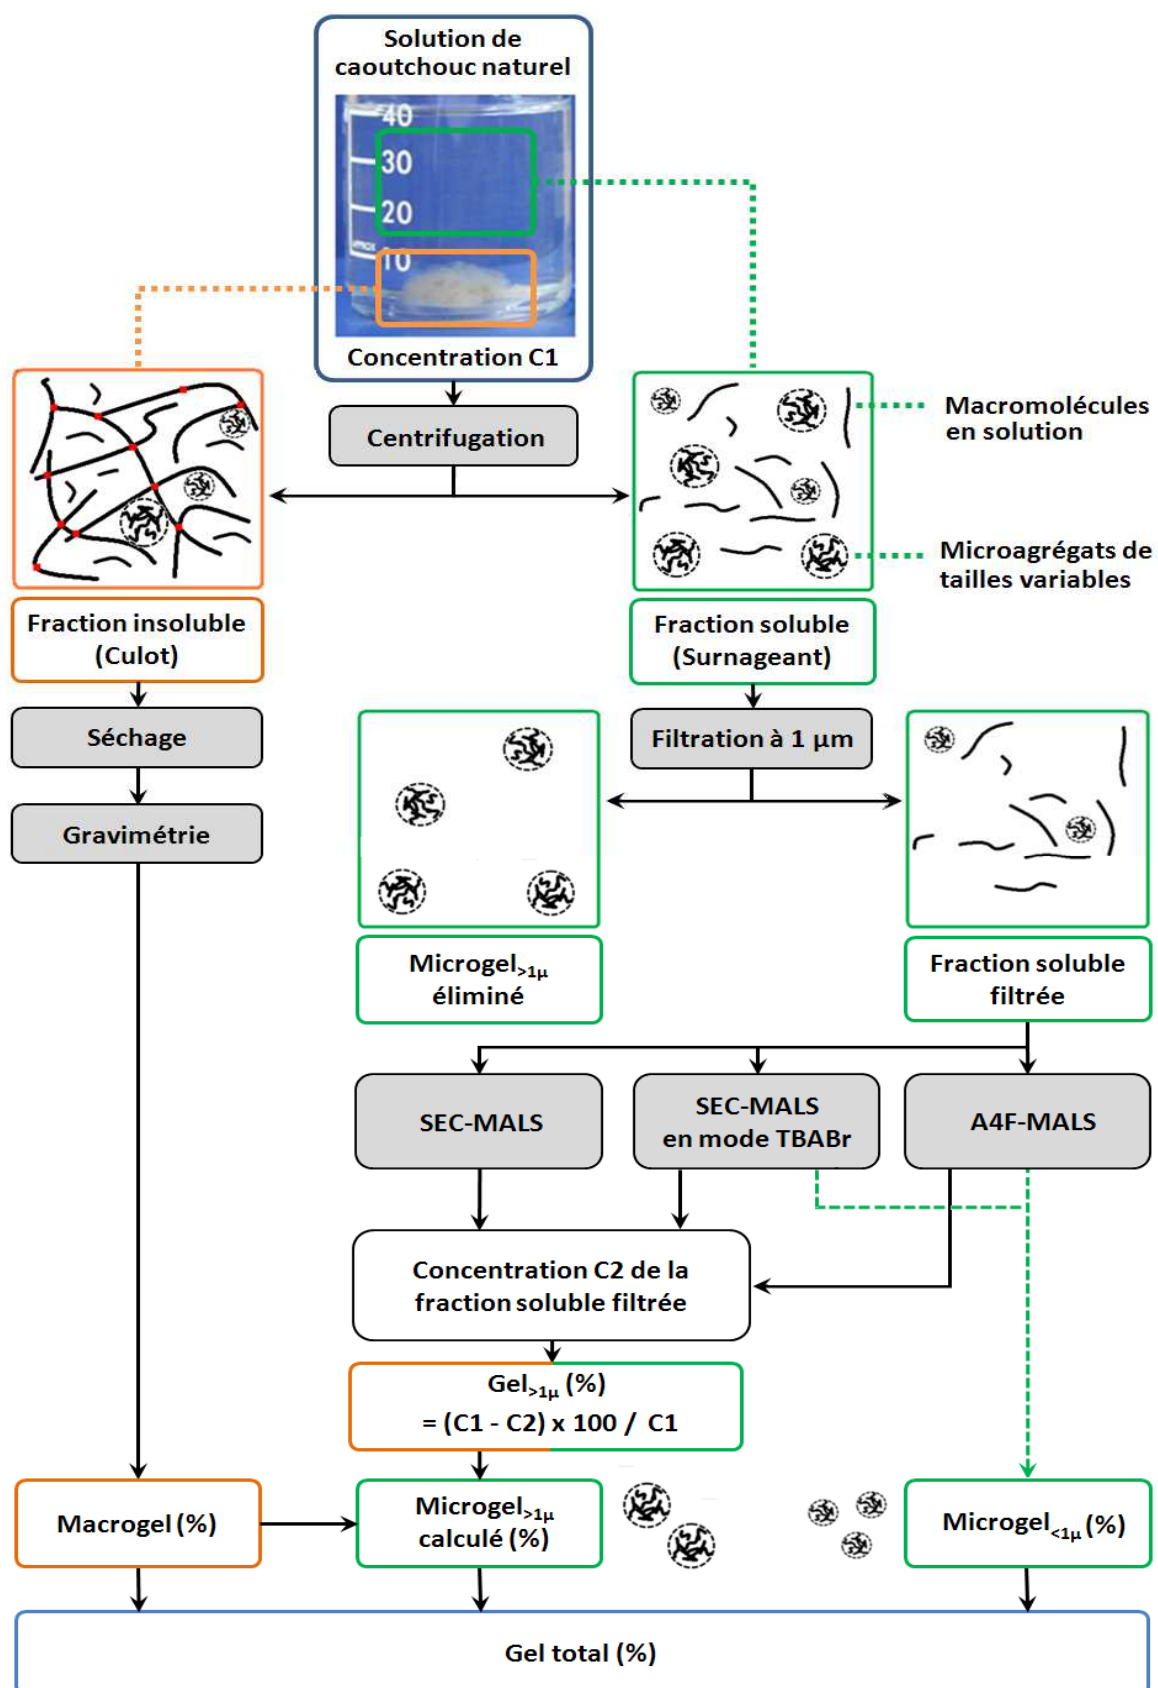 Solution de
caoutchouc naturel
40
30
20
10
Concentration C1
Centrifugation
Macromolécules
en solution
Microagrégats de
tailles variables
Fraction insoluble
(Culot)
Fraction soluble
(Surnageant)
Séchage
Filtration à 1 µm
Gravimétrie
Microgel>1µ
éliminé
Fraction soluble
filtrée
SEC-MALS
SEC-MALS
en mode TBABr
A4F-MALS
Concentration C2 de la
fraction soluble filtrée
Gel>1µ (%)
= (C1 - C2) x 100 / C1
Macrogel (%)
Microgel>1µ
calculé (%)
Microgel<1µ (%)
Gel total (%)